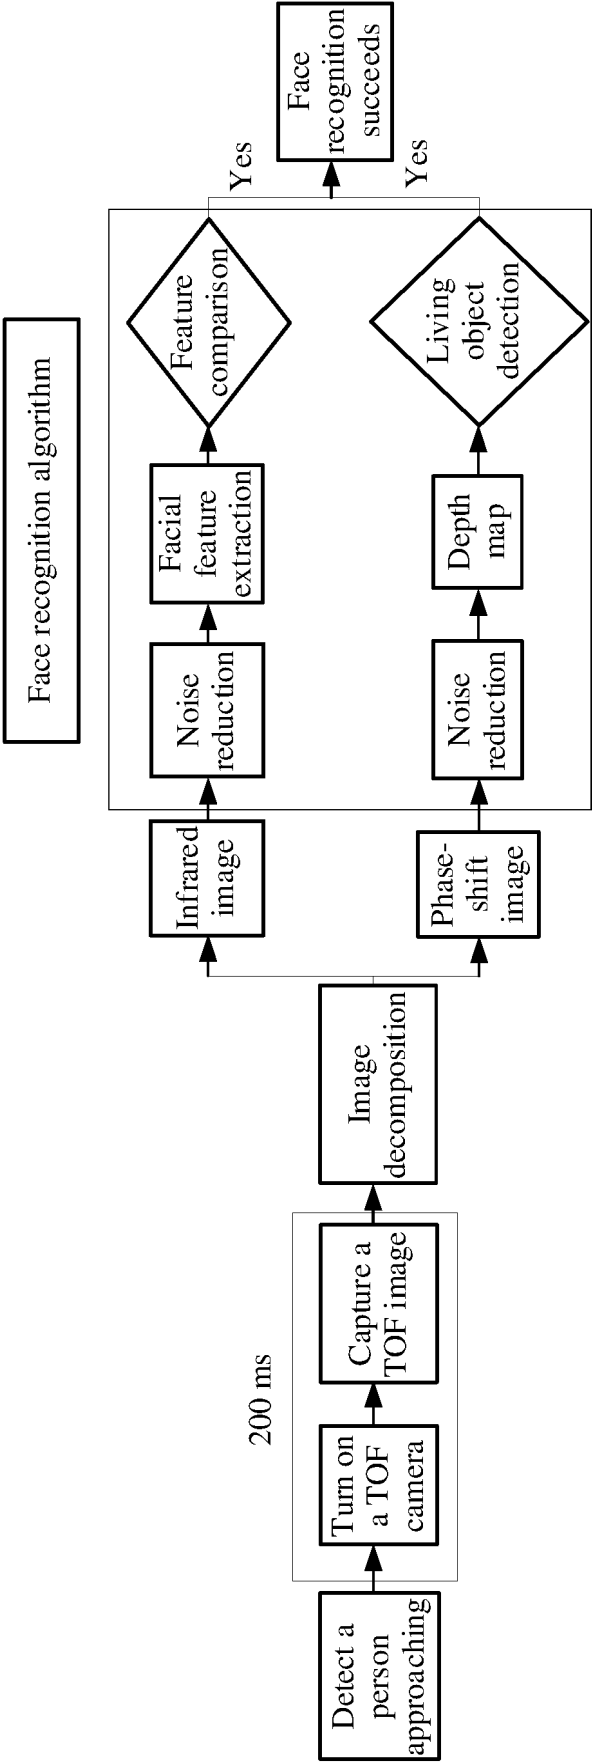 Face recognition algorithm
Detect a
person
approaching
200 ms
Turn on
a TOF
camera
Capture a
TOF image
Image
decomposition
Infrared
image
Noise
reduction
Facial
feature
extraction
Feature
comparison
Yes
Phase-
shift
image
Noise
reduction
Depth
map
Living
object
detection
Yes
Face
recognition
succeeds